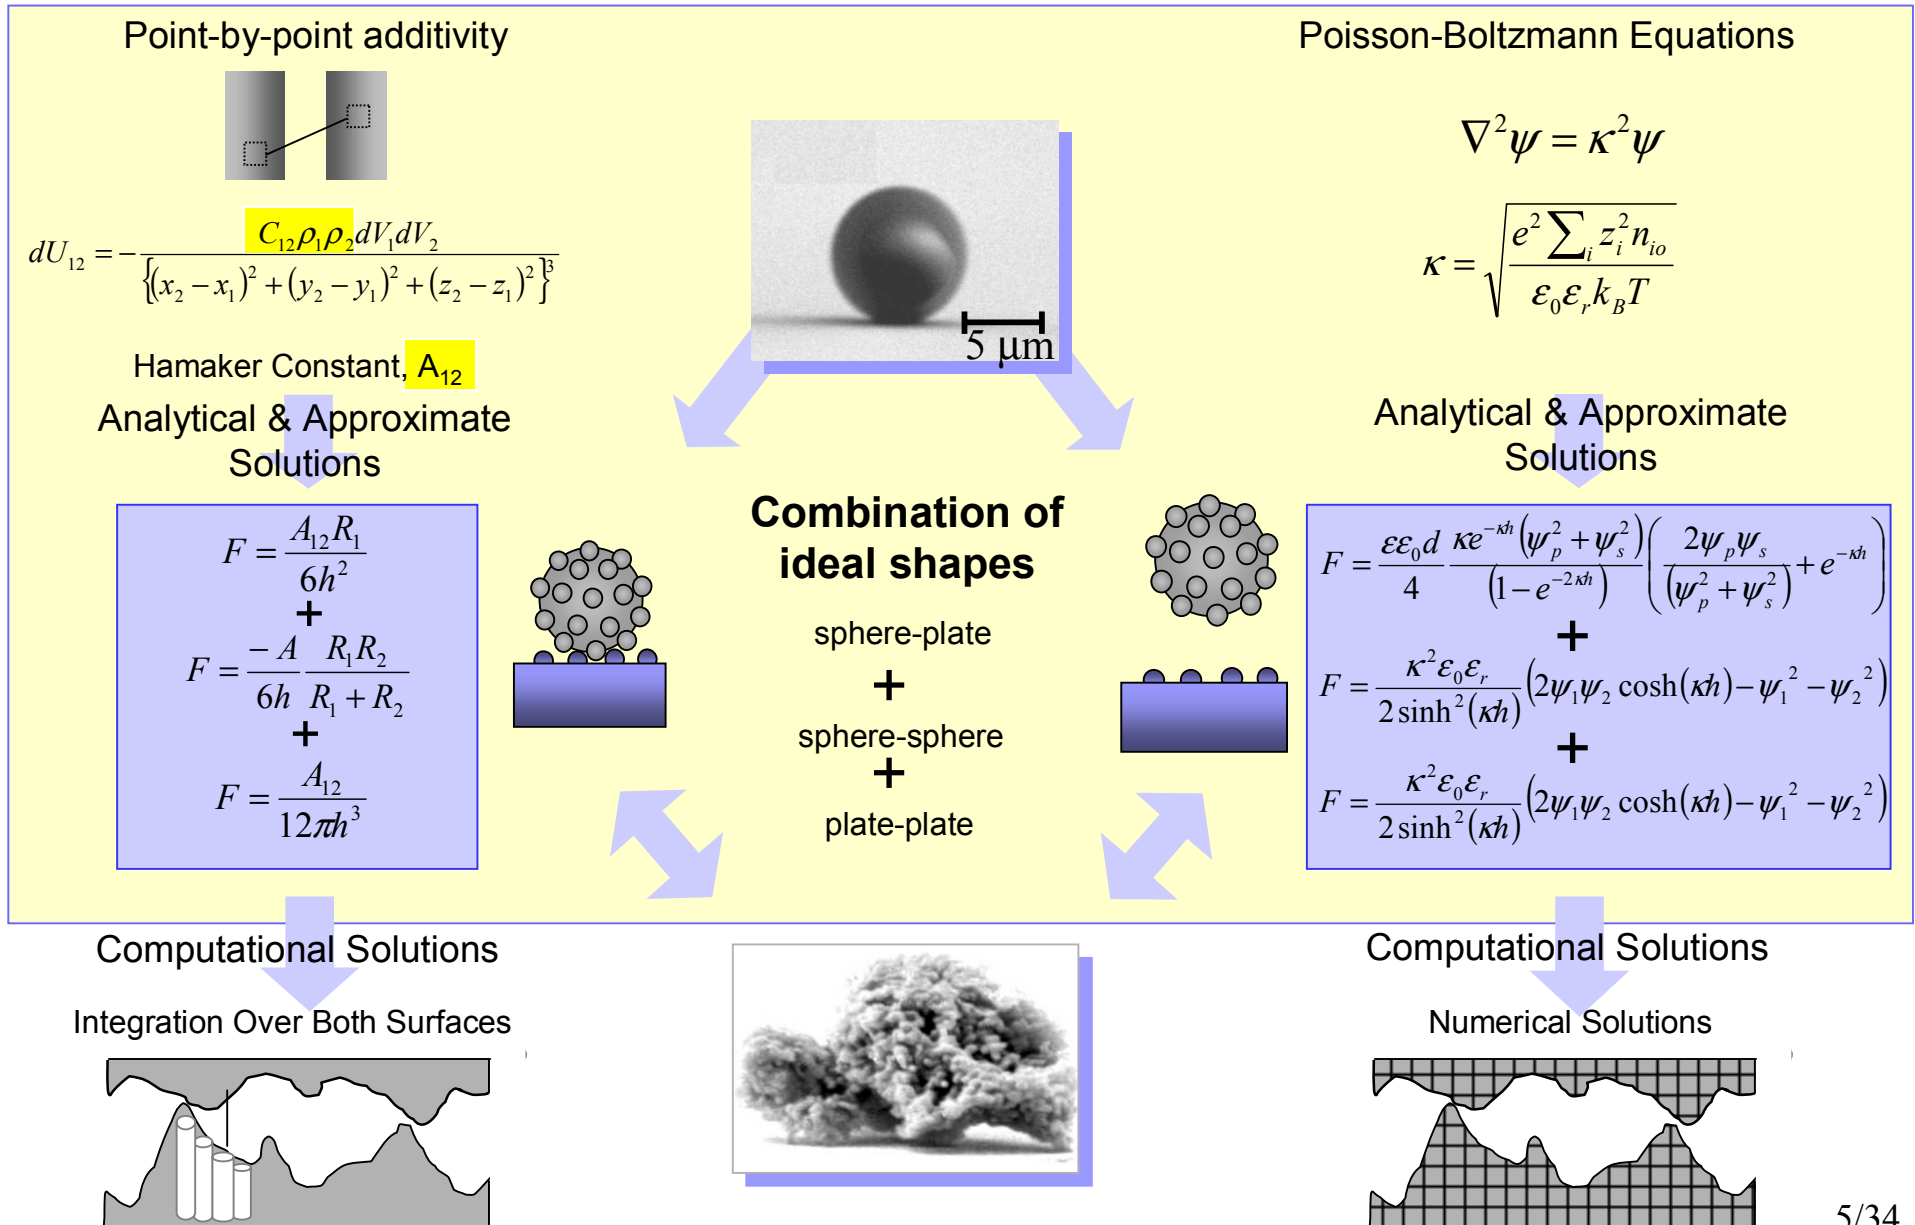 Point-by-point additivity
dU₁₂ = − C₁₂ρ₁ρ₂dV₁dV₂ / {(x₂ − x₁)² + (y₂ − y₁)² + (z₂ − z₁)²}³
Hamaker Constant, A₁₂
Analytical & Approximate
Solutions
F = A₁₂R₁ / 6h²
+
F = −A / 6h R₁R₂ / R₁ + R₂
+
F = A₁₂ / 12πh³
Computational Solutions
Integration Over Both Surfaces
5 μm
Combination of
ideal shapes
sphere-plate
+
sphere-sphere
+
plate-plate
Poisson-Boltzmann Equations
∇²ψ = κ²ψ
κ = √(e² ∑ᵢ zᵢ² nᵢₒ / ε₀εᵣk_BT)
Analytical & Approximate
Solutions
F = εε₀d / 4 κe^(−κh)(ψₚ² + ψₛ²) / (1 − e^(−2κh)) (2ψₚψₛ / (ψₚ² + ψₛ²) + e^(−κh))
+
F = κ²ε₀εᵣ / 2 sinh²(κh) (2ψ₁ψ₂ cosh(κh) − ψ₁² − ψ₂²)
+
F = κ²ε₀εᵣ / 2 sinh²(κh) (2ψ₁ψ₂ cosh(κh) − ψ₁² − ψ₂²)
Computational Solutions
Numerical Solutions
5/34